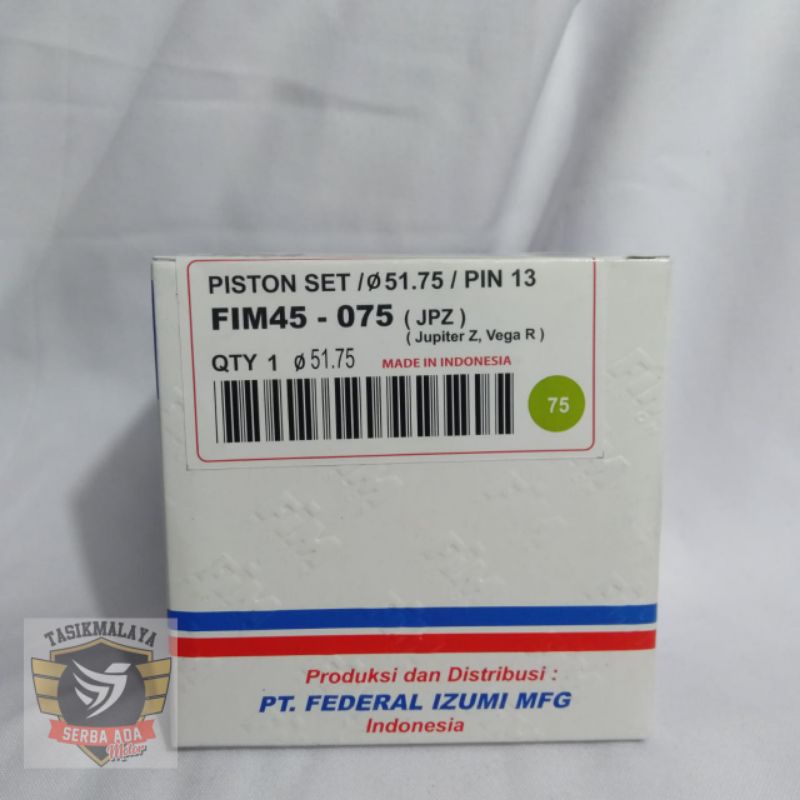 PISTON SET / Ø 51.75 / PIN 13
FIM45 - 075 ( JPZ )
( Jupiter Z, Vega R )
QTY 1 Ø 51.75 MADE IN INDONESIA
75
FIM
Produksi dan Distribusi :
PT. FEDERAL IZUMI MFG
Indonesia
TASIKMALAYA
SERBA ADA
Motor